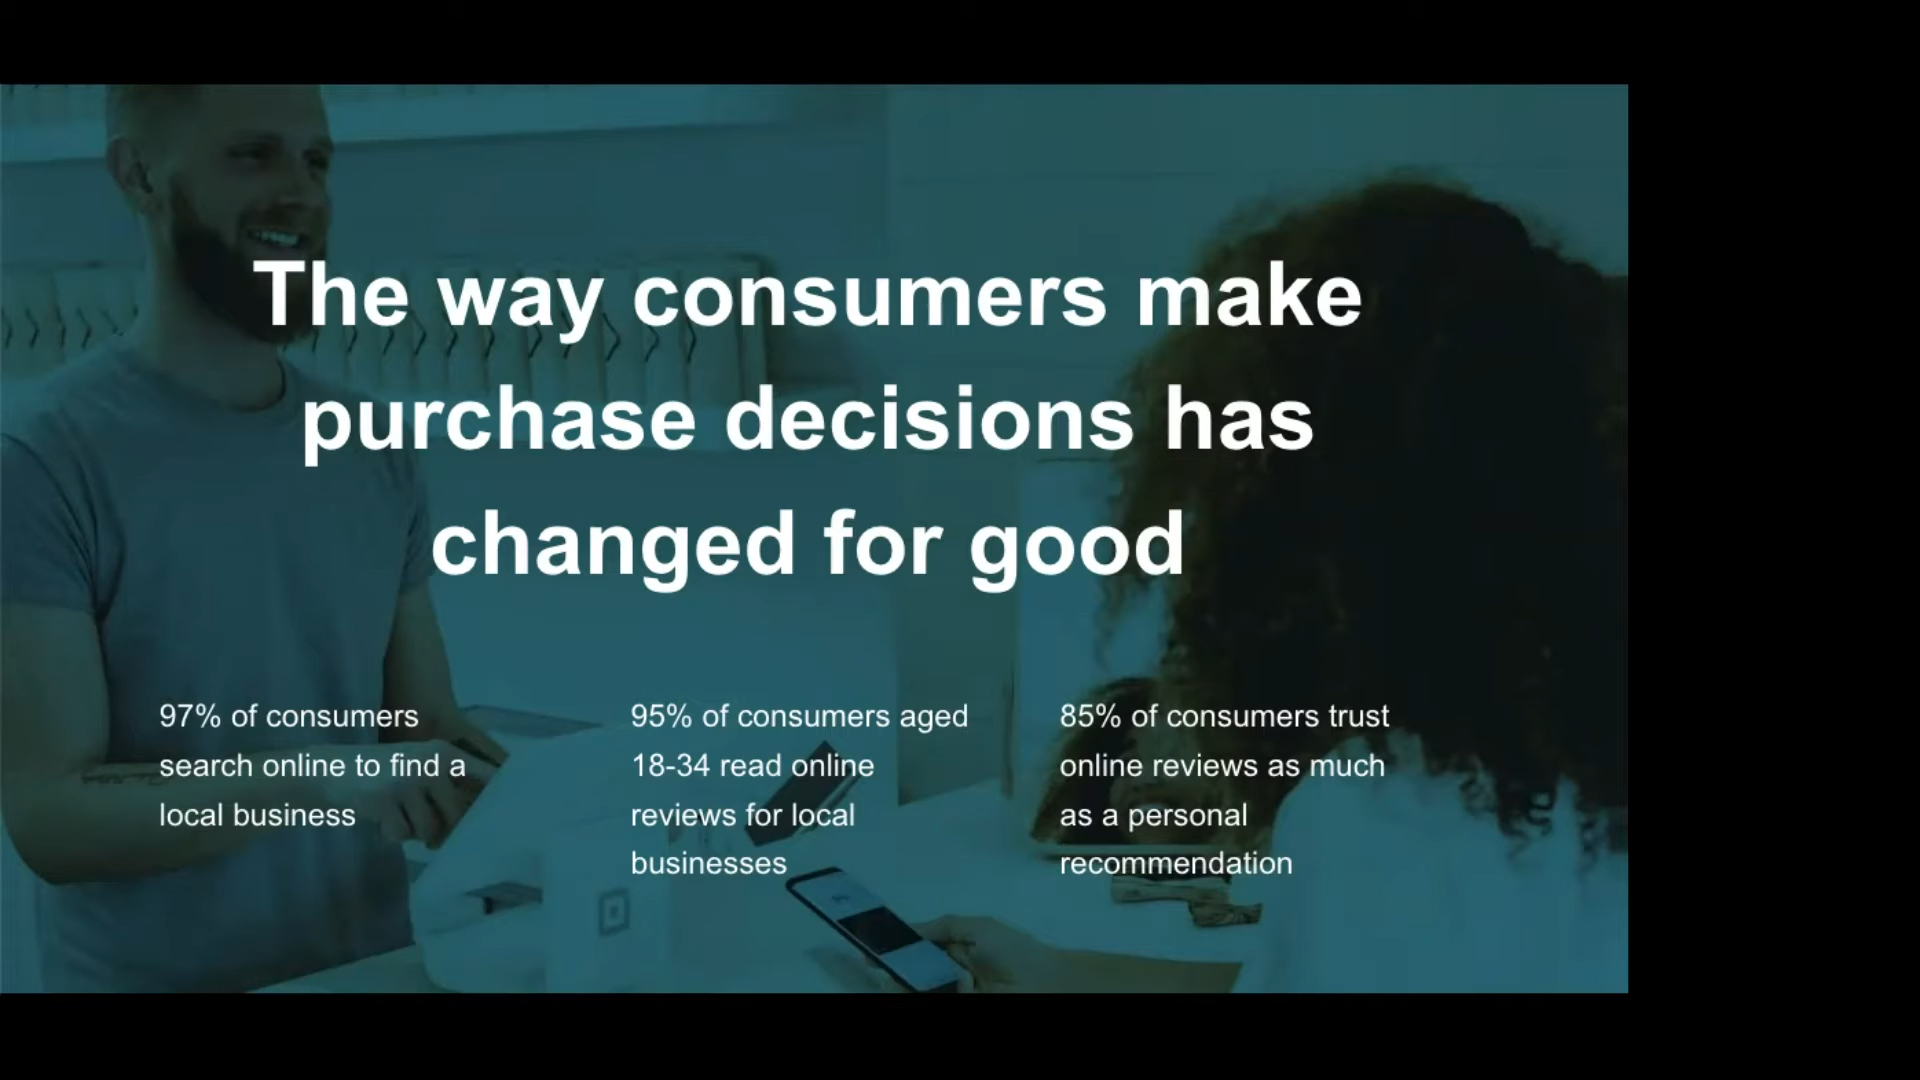 The way consumers make
purchase decisions has
changed for good
97% of consumers
search online to find a
local business
95% of consumers aged
18-34 read online
reviews for local
businesses
85% of consumers trust
online reviews as much
as a personal
recommendation